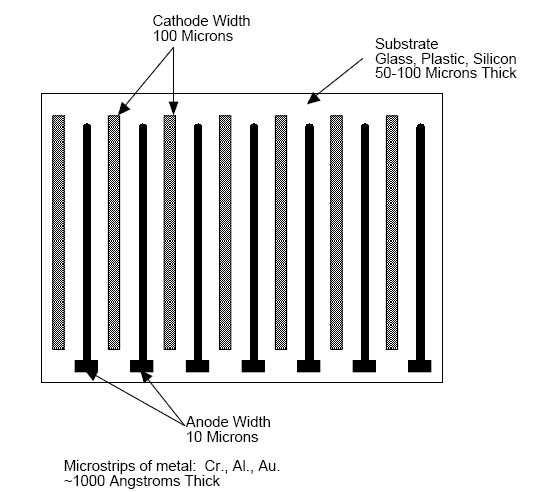 Cathode Width
100 Microns
Substrate
Glass, Plastic, Silicon
50-100 Microns Thick
Anode Width
10 Microns
Microstrips of metal: Cr., Al., Au.
~1000 Angstroms Thick